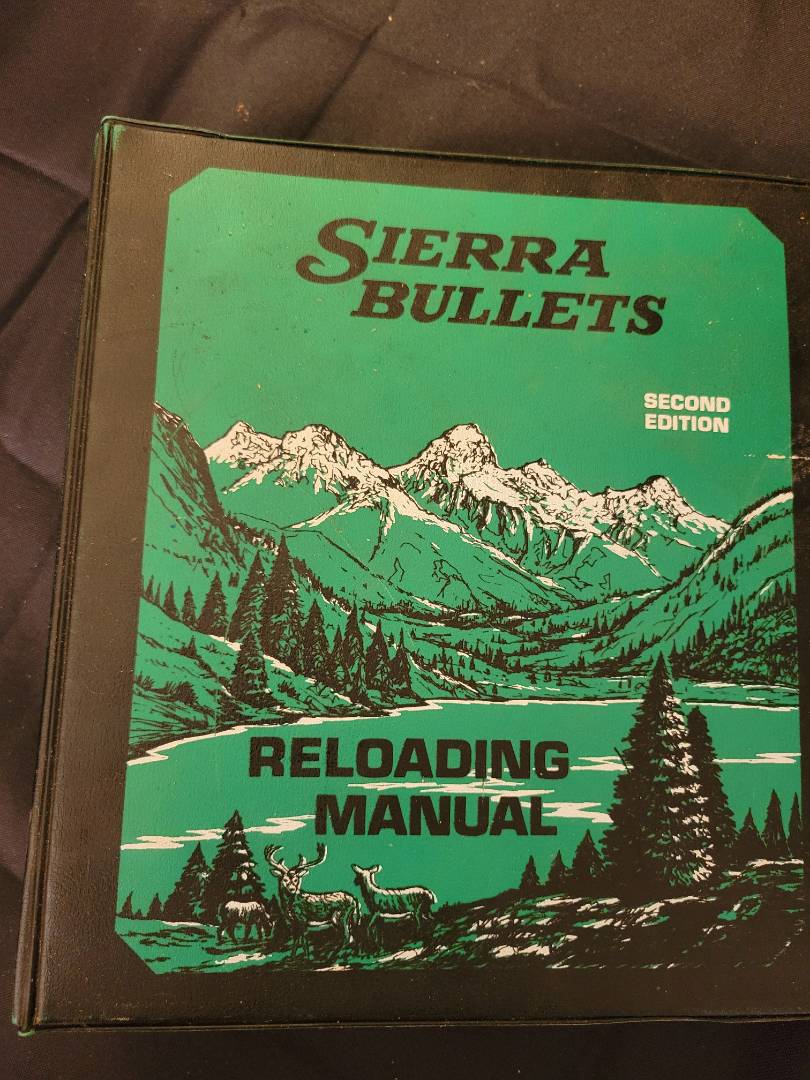 SIERRA
BULLETS
SECOND
EDITION
RELOADING
MANUAL